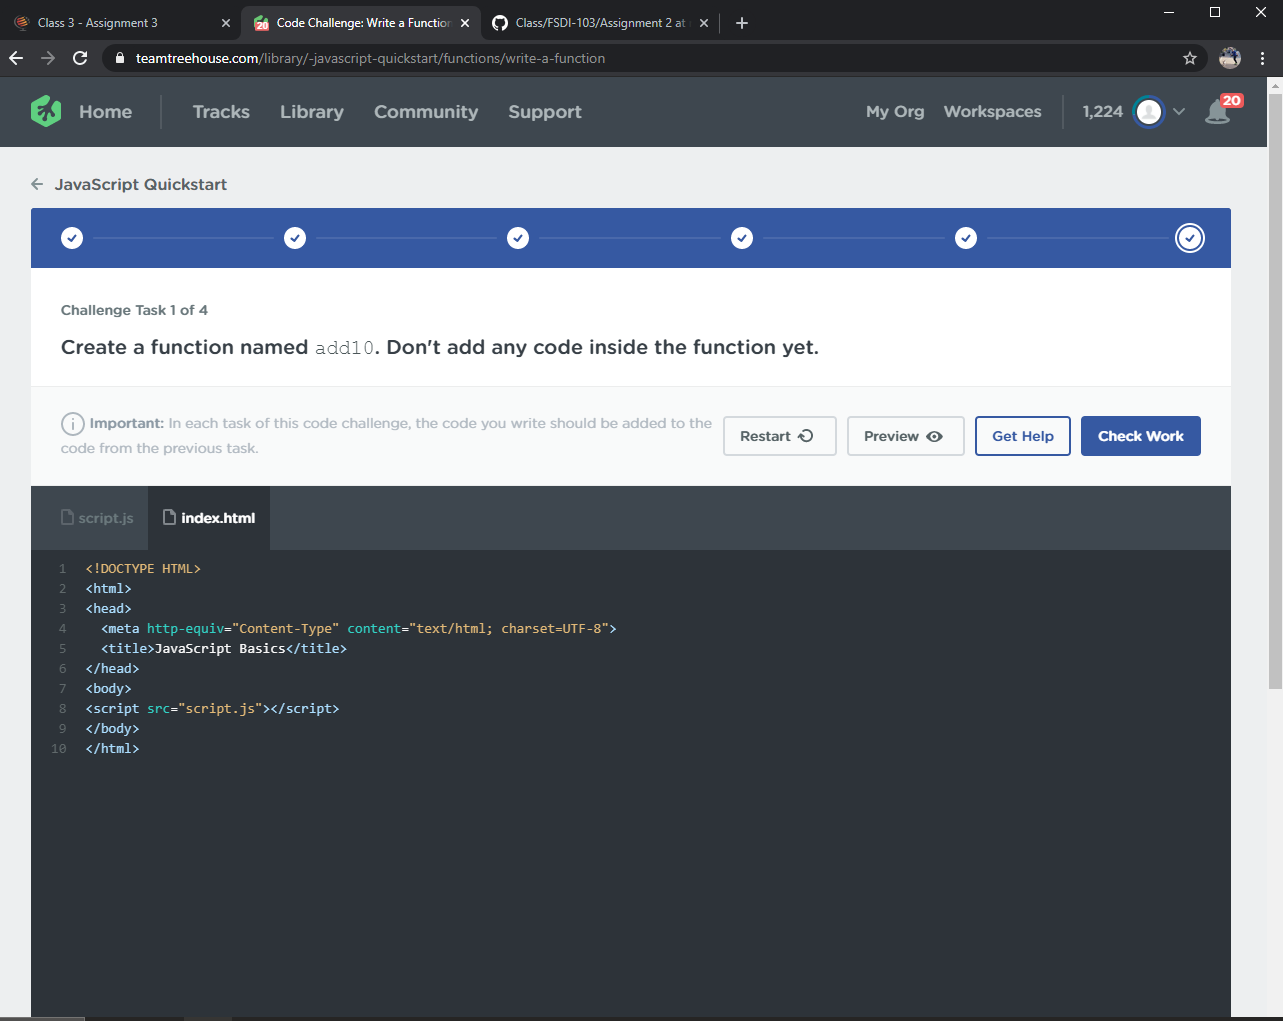 Class 3 - Assignment 3
Code Challenge: Write a Function
Class/FSDI-103/Assignment 2 at
teamtreehouse.com/library/-javascript-quickstart/functions/write-a-function
Home
Tracks
Library
Community
Support
My Org
Workspaces
1,224
20
JavaScript Quickstart
Challenge Task 1 of 4
Create a function named add10. Don't add any code inside the function yet.
Important: In each task of this code challenge, the code you write should be added to the
code from the previous task.
Restart
Preview
Get Help
Check Work
script.js
index.html
1 <!DOCTYPE HTML>
2 <html>
3 <head>
4 <meta http-equiv="Content-Type" content="text/html; charset=UTF-8">
5 <title>JavaScript Basics</title>
6 </head>
7 <body>
8 <script src="script.js"></script>
9 </body>
10 </html>